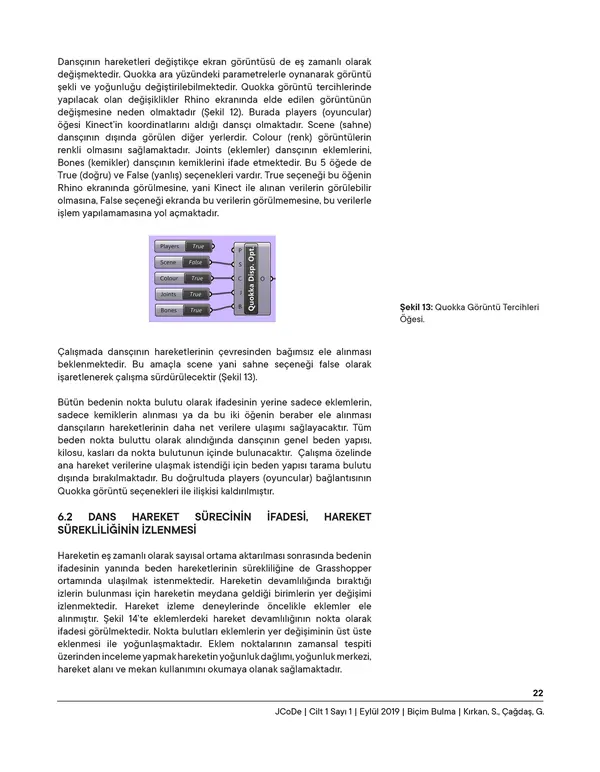 Dansçının hareketleri değiştikçe ekran görüntüsü de eş zamanlı olarak
değişmektedir. Quokka ara yüzündeki parametrelerle oynanarak görüntü
şekli ve yoğunluğu değiştirilebilmektedir. Quokka görüntü tercihlerinde
yapılacak olan değişiklikler Rhino ekranında elde edilen görüntünün
değişmesine neden olmaktadır (Şekil 12). Burada players (oyuncular)
öğesi Kinect'in koordinatlarını aldığı dansçı olmaktadır. Scene (sahne)
dansçının dışında görülen diğer yerlerdir. Colour (renk) görüntülerin
renkli olmasını sağlamaktadır. Joints (eklemler) dansçının eklemlerini,
Bones (kemikler) dansçının kemiklerini ifade etmektedir. Bu 5 öğede de
True (doğru) ve False (yanlış) seçenekleri vardır. True seçeneği bu öğenin
Rhino ekranında görülmesine, yani Kinect ile alınan verilerin görülebilir
olmasına, False seçeneği ekranda bu verilerin görülmemesine, bu verilerle
işlem yapılamamasına yol açmaktadır.
Players True
Scene False
Colour True
Joints True
Bones True
P
S
C
J
B
Quokka Disp. Opt.
O
Şekil 13: Quokka Görüntü Tercihleri
Öğesi.
Çalışmada dansçının hareketlerinin çevresinden bağımsız ele alınması
beklenmektedir. Bu amaçla scene yani sahne seçeneği false olarak
işaretlenerek çalışma sürdürülecektir (Şekil 13).
Bütün bedenin nokta bulutu olarak ifadesinin yerine sadece eklemlerin,
sadece kemiklerin alınması ya da bu iki öğenin beraber ele alınması
dansçıların hareketlerinin daha net verilere ulaşımı sağlayacaktır. Tüm
beden nokta buluttu olarak alındığında dansçının genel beden yapısı,
kilosu, kasları da nokta bulutunun içinde bulunacaktır. Çalışma özelinde
ana hareket verilerine ulaşmak istendiği için beden yapısı tarama bulutu
dışında bırakılmaktadır. Bu doğrultuda players (oyuncular) bağlantısının
Quokka görüntü seçenekleri ile ilişkisi kaldırılmıştır.
6.2 DANS HAREKET SÜRECİNİN İFADESİ, HAREKET
SÜREKLİLİĞİNİN İZLENMESİ
Hareketin eş zamanlı olarak sayısal ortama aktarılması sonrasında bedenin
ifadesinin yanında beden hareketlerinin sürekliliğine de Grasshopper
ortamında ulaşılmak istenmektedir. Hareketin devamlılığında bıraktığı
izlerin bulunması için hareketin meydana geldiği birimlerin yer değişimi
izlenmektedir. Hareket izleme deneylerinde öncelikle eklemler ele
alınmıştır. Şekil 14'te eklemlerdeki hareket devamlılığının nokta olarak
ifadesi görülmektedir. Nokta bulutları eklemlerin yer değişiminin üst üste
eklenmesi ile yoğunlaşmaktadır. Eklem noktalarının zamansal tespiti
üzerinden inceleme yapmak hareketin yoğunluk dağılımı, yoğunluk merkezi,
hareket alanı ve mekan kullanımını okumaya olanak sağlamaktadır.
22
JCoDe | Cilt 1 Sayı 1 | Eylül 2019 | Biçim Bulma | Kırkan, S., Çağdaş, G.